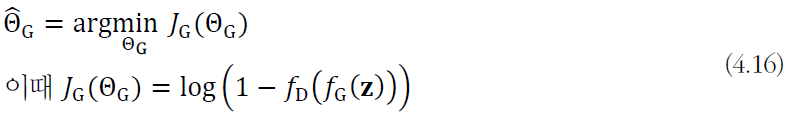 Θ̂_G = argmin_{Θ_G} J_G(Θ_G)
이때 J_G(Θ_G) = log(1 − f_D(f_G(𝐳)))
(4.16)